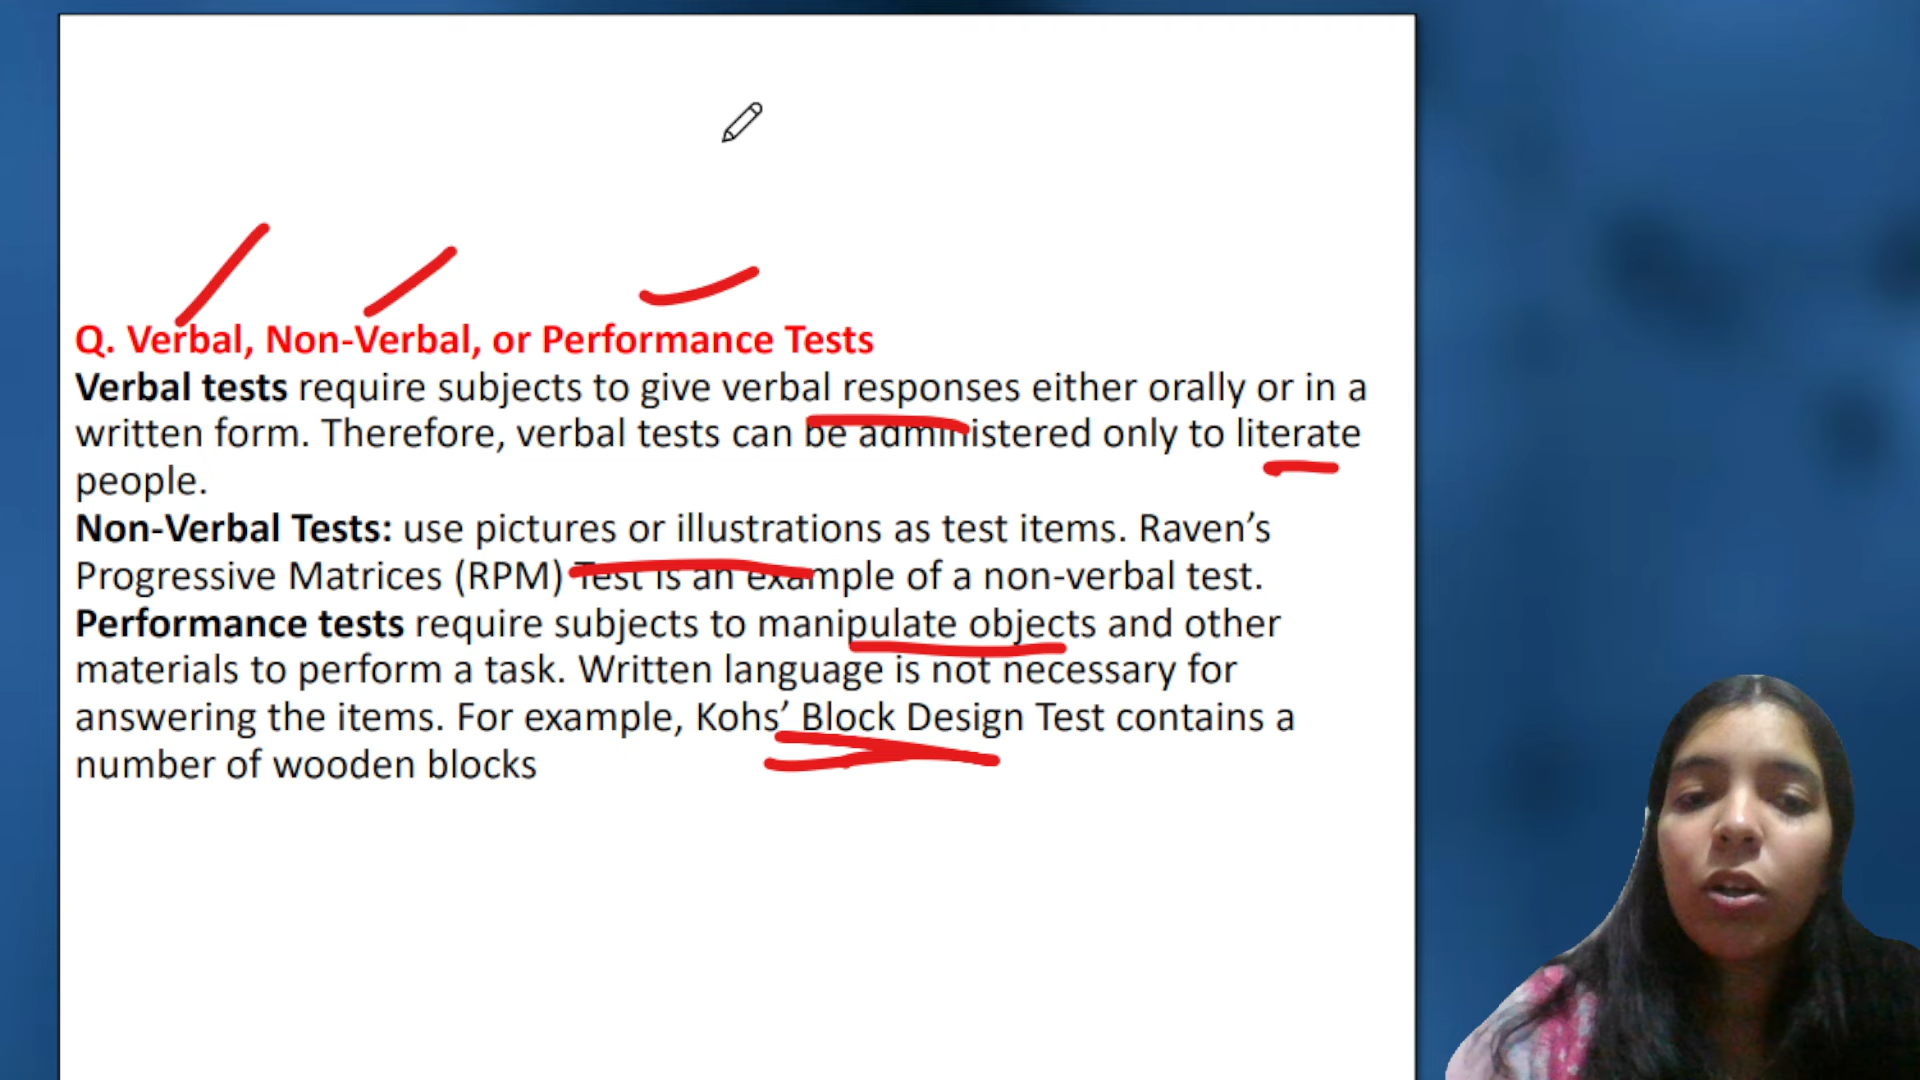 Q. Verbal, Non-Verbal, or Performance Tests
Verbal tests require subjects to give verbal responses either orally or in a
written form. Therefore, verbal tests can be administered only to literate
people.
Non-Verbal Tests: use pictures or illustrations as test items. Raven’s
Progressive Matrices (RPM) Test is an example of a non-verbal test.
Performance tests require subjects to manipulate objects and other
materials to perform a task. Written language is not necessary for
answering the items. For example, Kohs’ Block Design Test contains a
number of wooden blocks